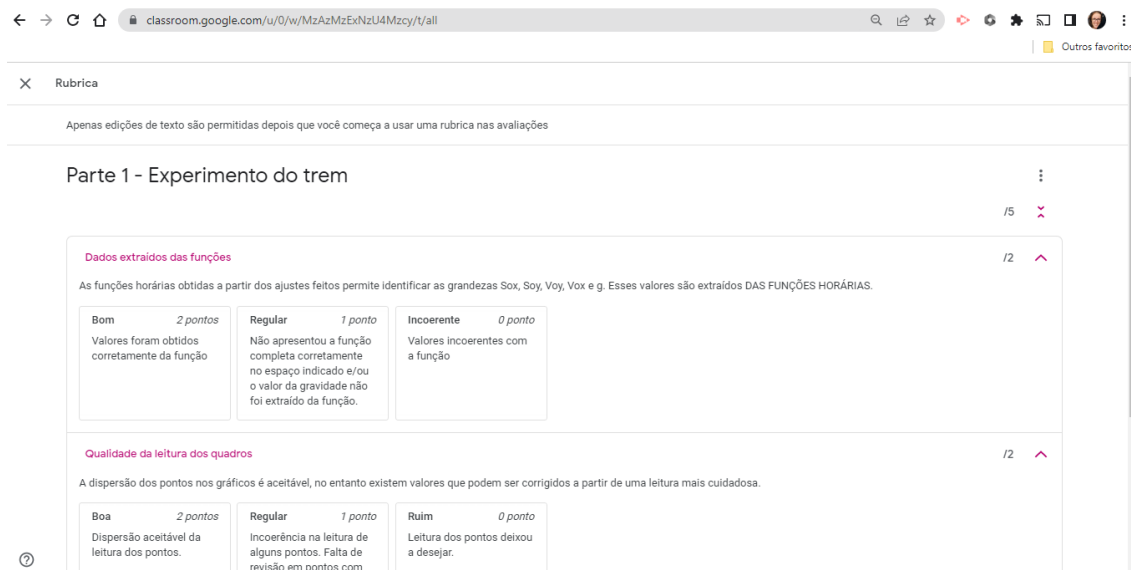 classroom.google.com/u/0/w/MzAzMzExNzU4Mzcy/t/all
Outros favoritos
Rubrica
Apenas edições de texto são permitidas depois que você começa a usar uma rubrica nas avaliações
Parte 1 - Experimento do trem
/5
Dados extraídos das funções /2
As funções horárias obtidas a partir dos ajustes feitos permite identificar as grandezas Sox, Soy, Voy, Vox e g. Esses valores são extraídos DAS FUNÇÕES HORÁRIAS.
Bom 2 pontos
Valores foram obtidos
corretamente da função
Regular 1 ponto
Não apresentou a função
completa corretamente
no espaço indicado e/ou
o valor da gravidade não
foi extraído da função.
Incoerente 0 ponto
Valores incoerentes com
a função
Qualidade da leitura dos quadros /2
A dispersão dos pontos nos gráficos é aceitável, no entanto existem valores que podem ser corrigidos a partir de uma leitura mais cuidadosa.
Boa 2 pontos
Dispersão aceitável da
leitura dos pontos.
Regular 1 ponto
Incoerência na leitura de
alguns pontos. Falta de
revisão em pontos com
Ruim 0 ponto
Leitura dos pontos deixou
a desejar.